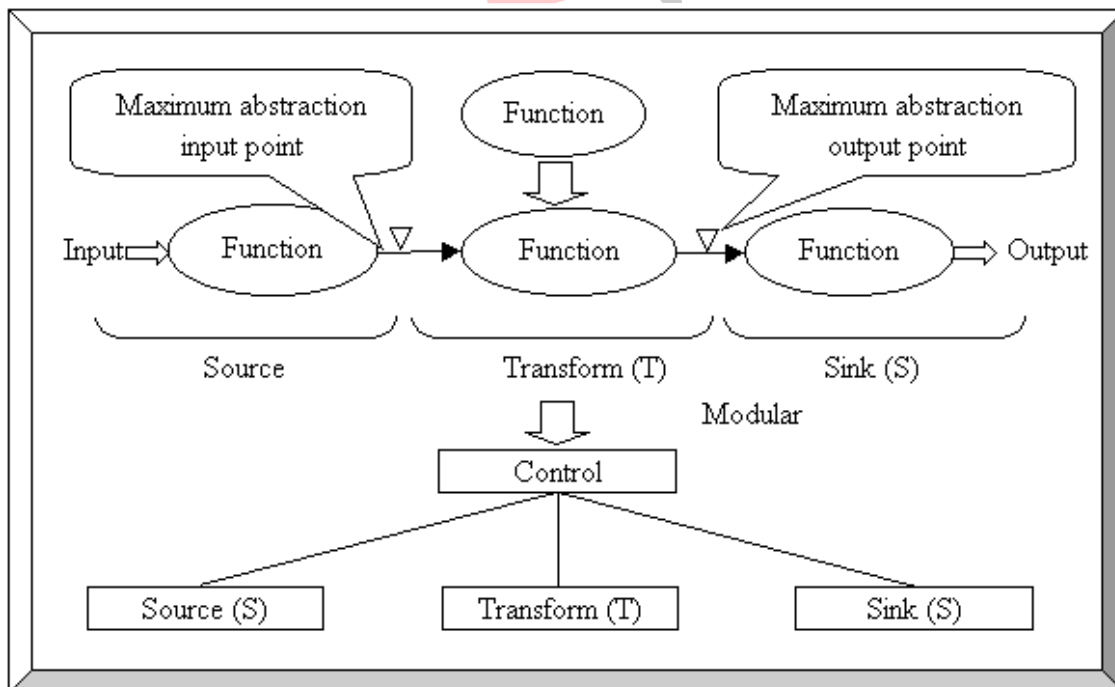 Maximum abstraction
input point
Function
Maximum abstraction
output point
Input
Function
Function
Function
Output
Source
Transform (T)
Sink (S)
Modular
Control
Source (S)
Transform (T)
Sink (S)